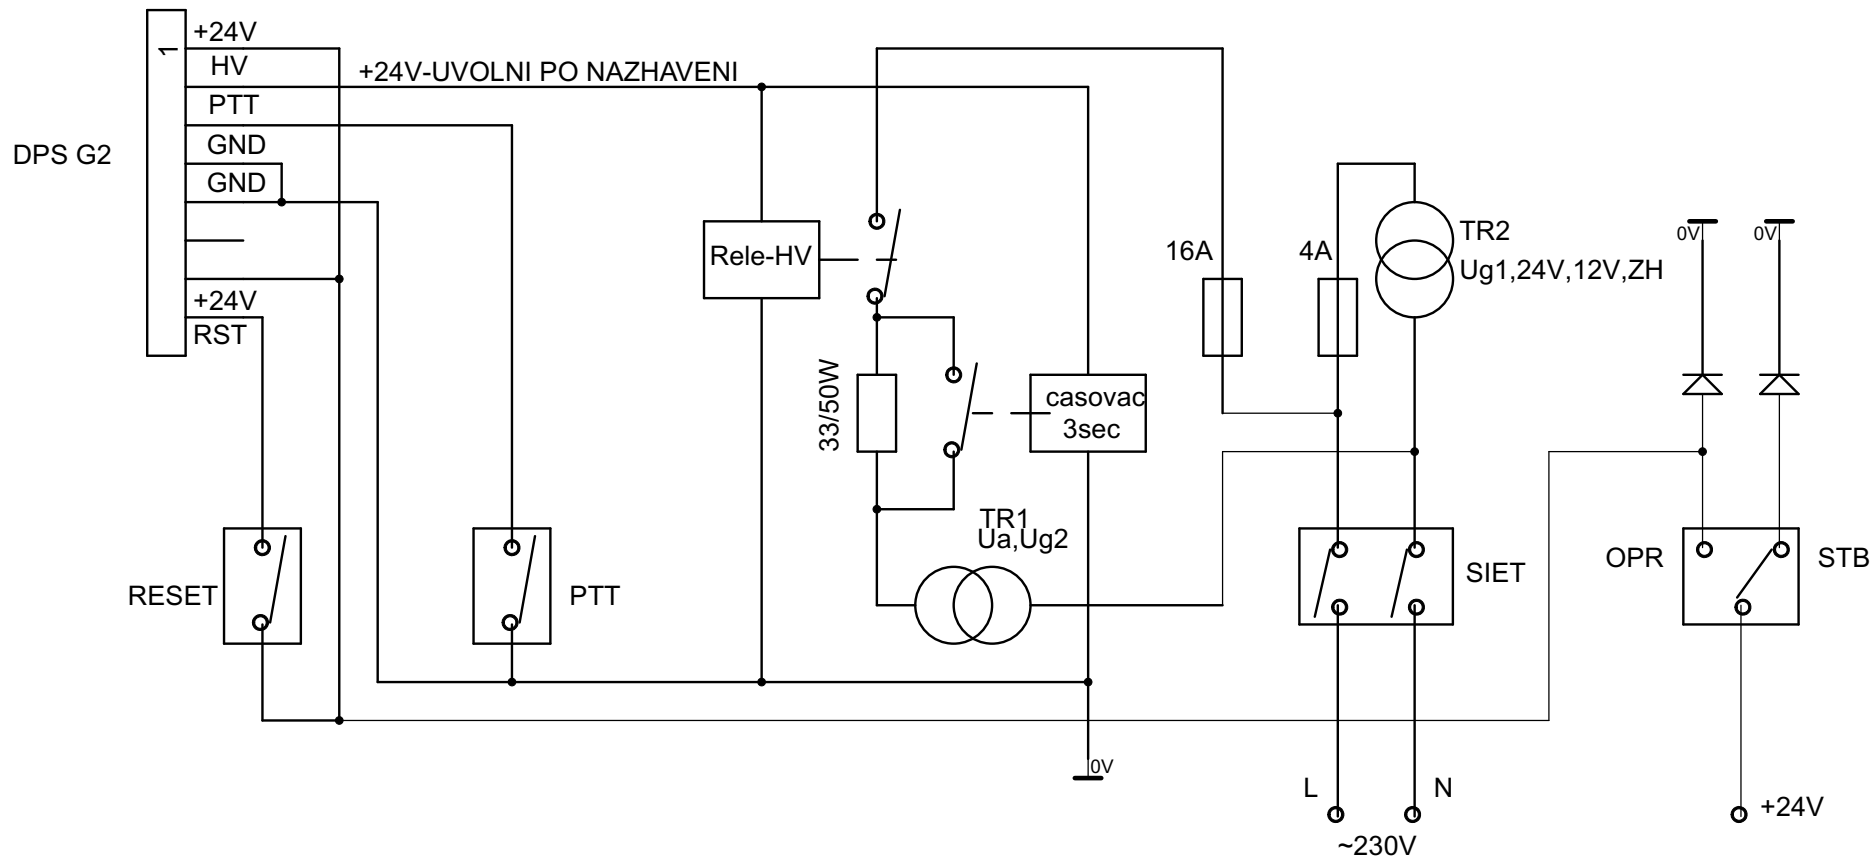 +24V
1
HV
+24V-UVOLNI PO NAZHAVENI
PTT
GND
DPS G2
GND
+24V
RST
Rele-HV
16A
4A
TR2
Ug1,24V,12V,ZH
0V
0V
33/50W
casovac
3sec
TR1
Ua,Ug2
RESET
PTT
SIET
OPR
STB
0V
L
N
~230V
+24V